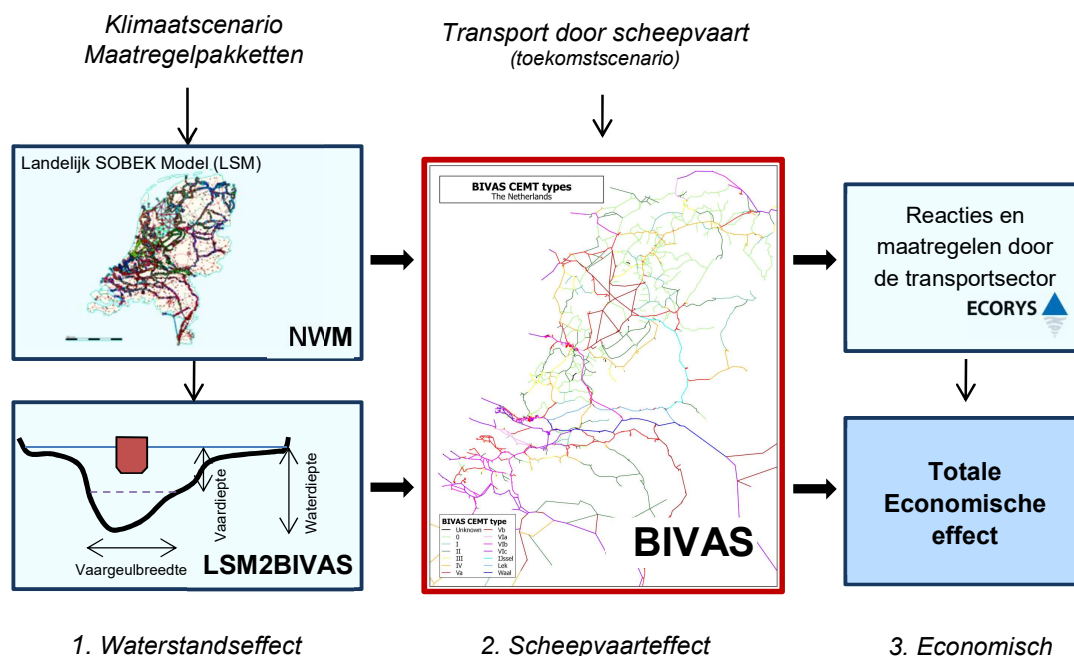 Klimaatscenario
Maatregelpakketten
Transport door scheepvaart
(toekomstscenario)
Landelijk SOBEK Model (LSM)
NWM
BIVAS CEMT types
The Netherlands
BIVAS CEMT type
Unknown
0
I
II
III
IV
Va
Vb
VIa
VIb
VIc
IJssel
Lek
Waal
BIVAS
Reacties en
maatregelen door
de transportsector
ECORYS
Vaardiepte
Waterdiepte
Vaargeulbreedte
LSM2BIVAS
Totale
Economische
effect
1. Waterstandseffect
2. Scheepvaarteffect
3. Economisch